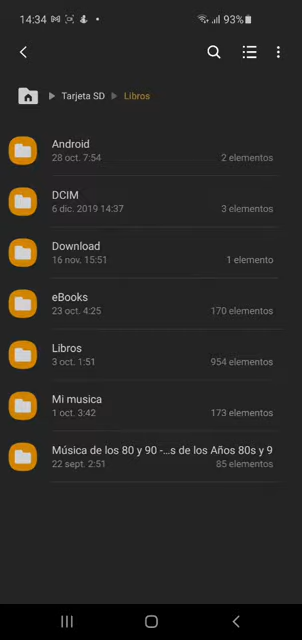 14:34
93%
Tarjeta SD
Libros
Android
28 oct. 7:54
2 elementos
DCIM
6 dic. 2019 14:37
3 elementos
Download
16 nov. 15:51
1 elemento
eBooks
23 oct. 4:25
170 elementos
Libros
3 oct. 1:51
954 elementos
Mi musica
1 oct. 3:42
173 elementos
Música de los 80 y 90 -...s de los Años 80s y 9
22 sept. 2:51
85 elementos